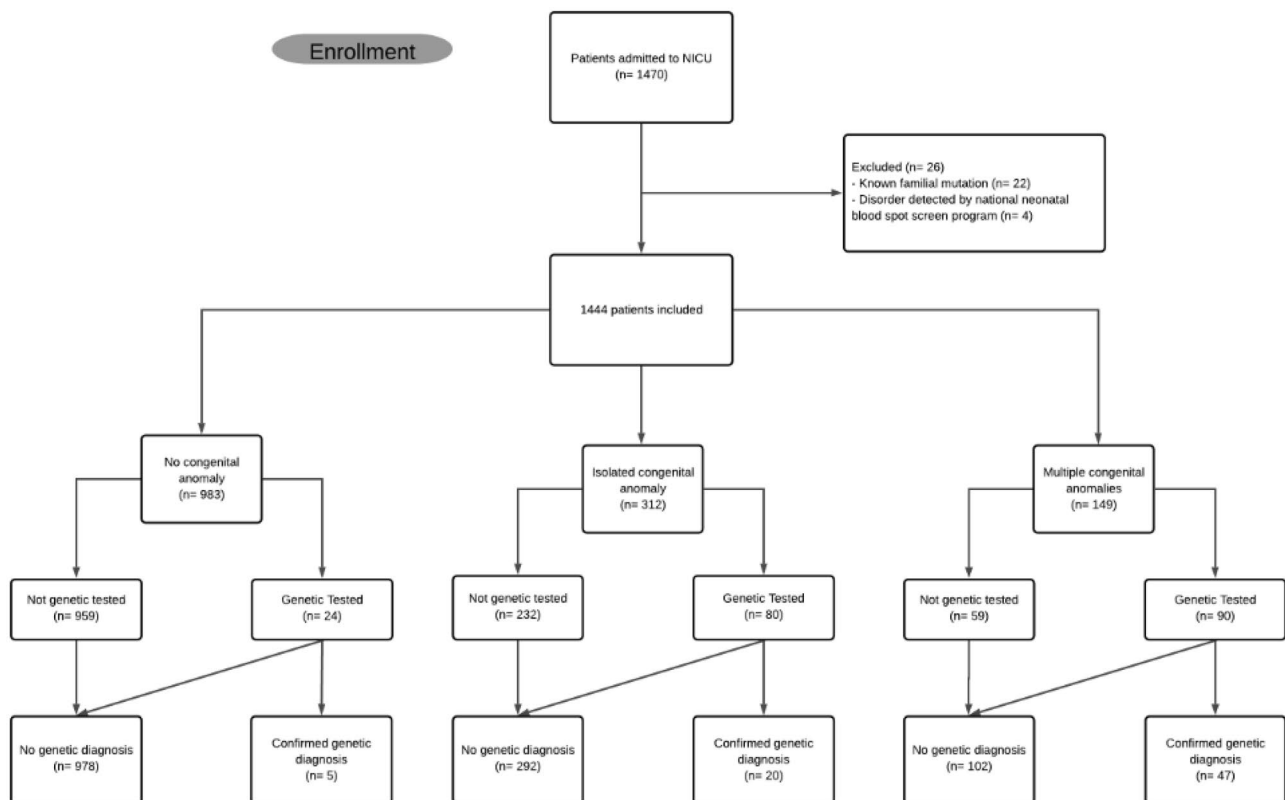 Enrollment
Patients admitted to NICU
(n= 1470)
Excluded (n= 26)
- Known familial mutation (n= 22)
- Disorder detected by national neonatal
blood spot screen program (n= 4)
1444 patients included
No congenital
anomaly
(n= 983)
Isolated congenital
anomaly
(n= 312)
Multiple congenital
anomalies
(n= 149)
Not genetic tested
(n= 959)
Genetic Tested
(n= 24)
Not genetic tested
(n= 232)
Genetic Tested
(n= 80)
Not genetic tested
(n= 59)
Genetic Tested
(n= 90)
No genetic diagnosis
(n= 978)
Confirmed genetic
diagnosis
(n= 5)
No genetic diagnosis
(n= 292)
Confirmed genetic
diagnosis
(n= 20)
No genetic diagnosis
(n= 102)
Confirmed genetic
diagnosis
(n= 47)